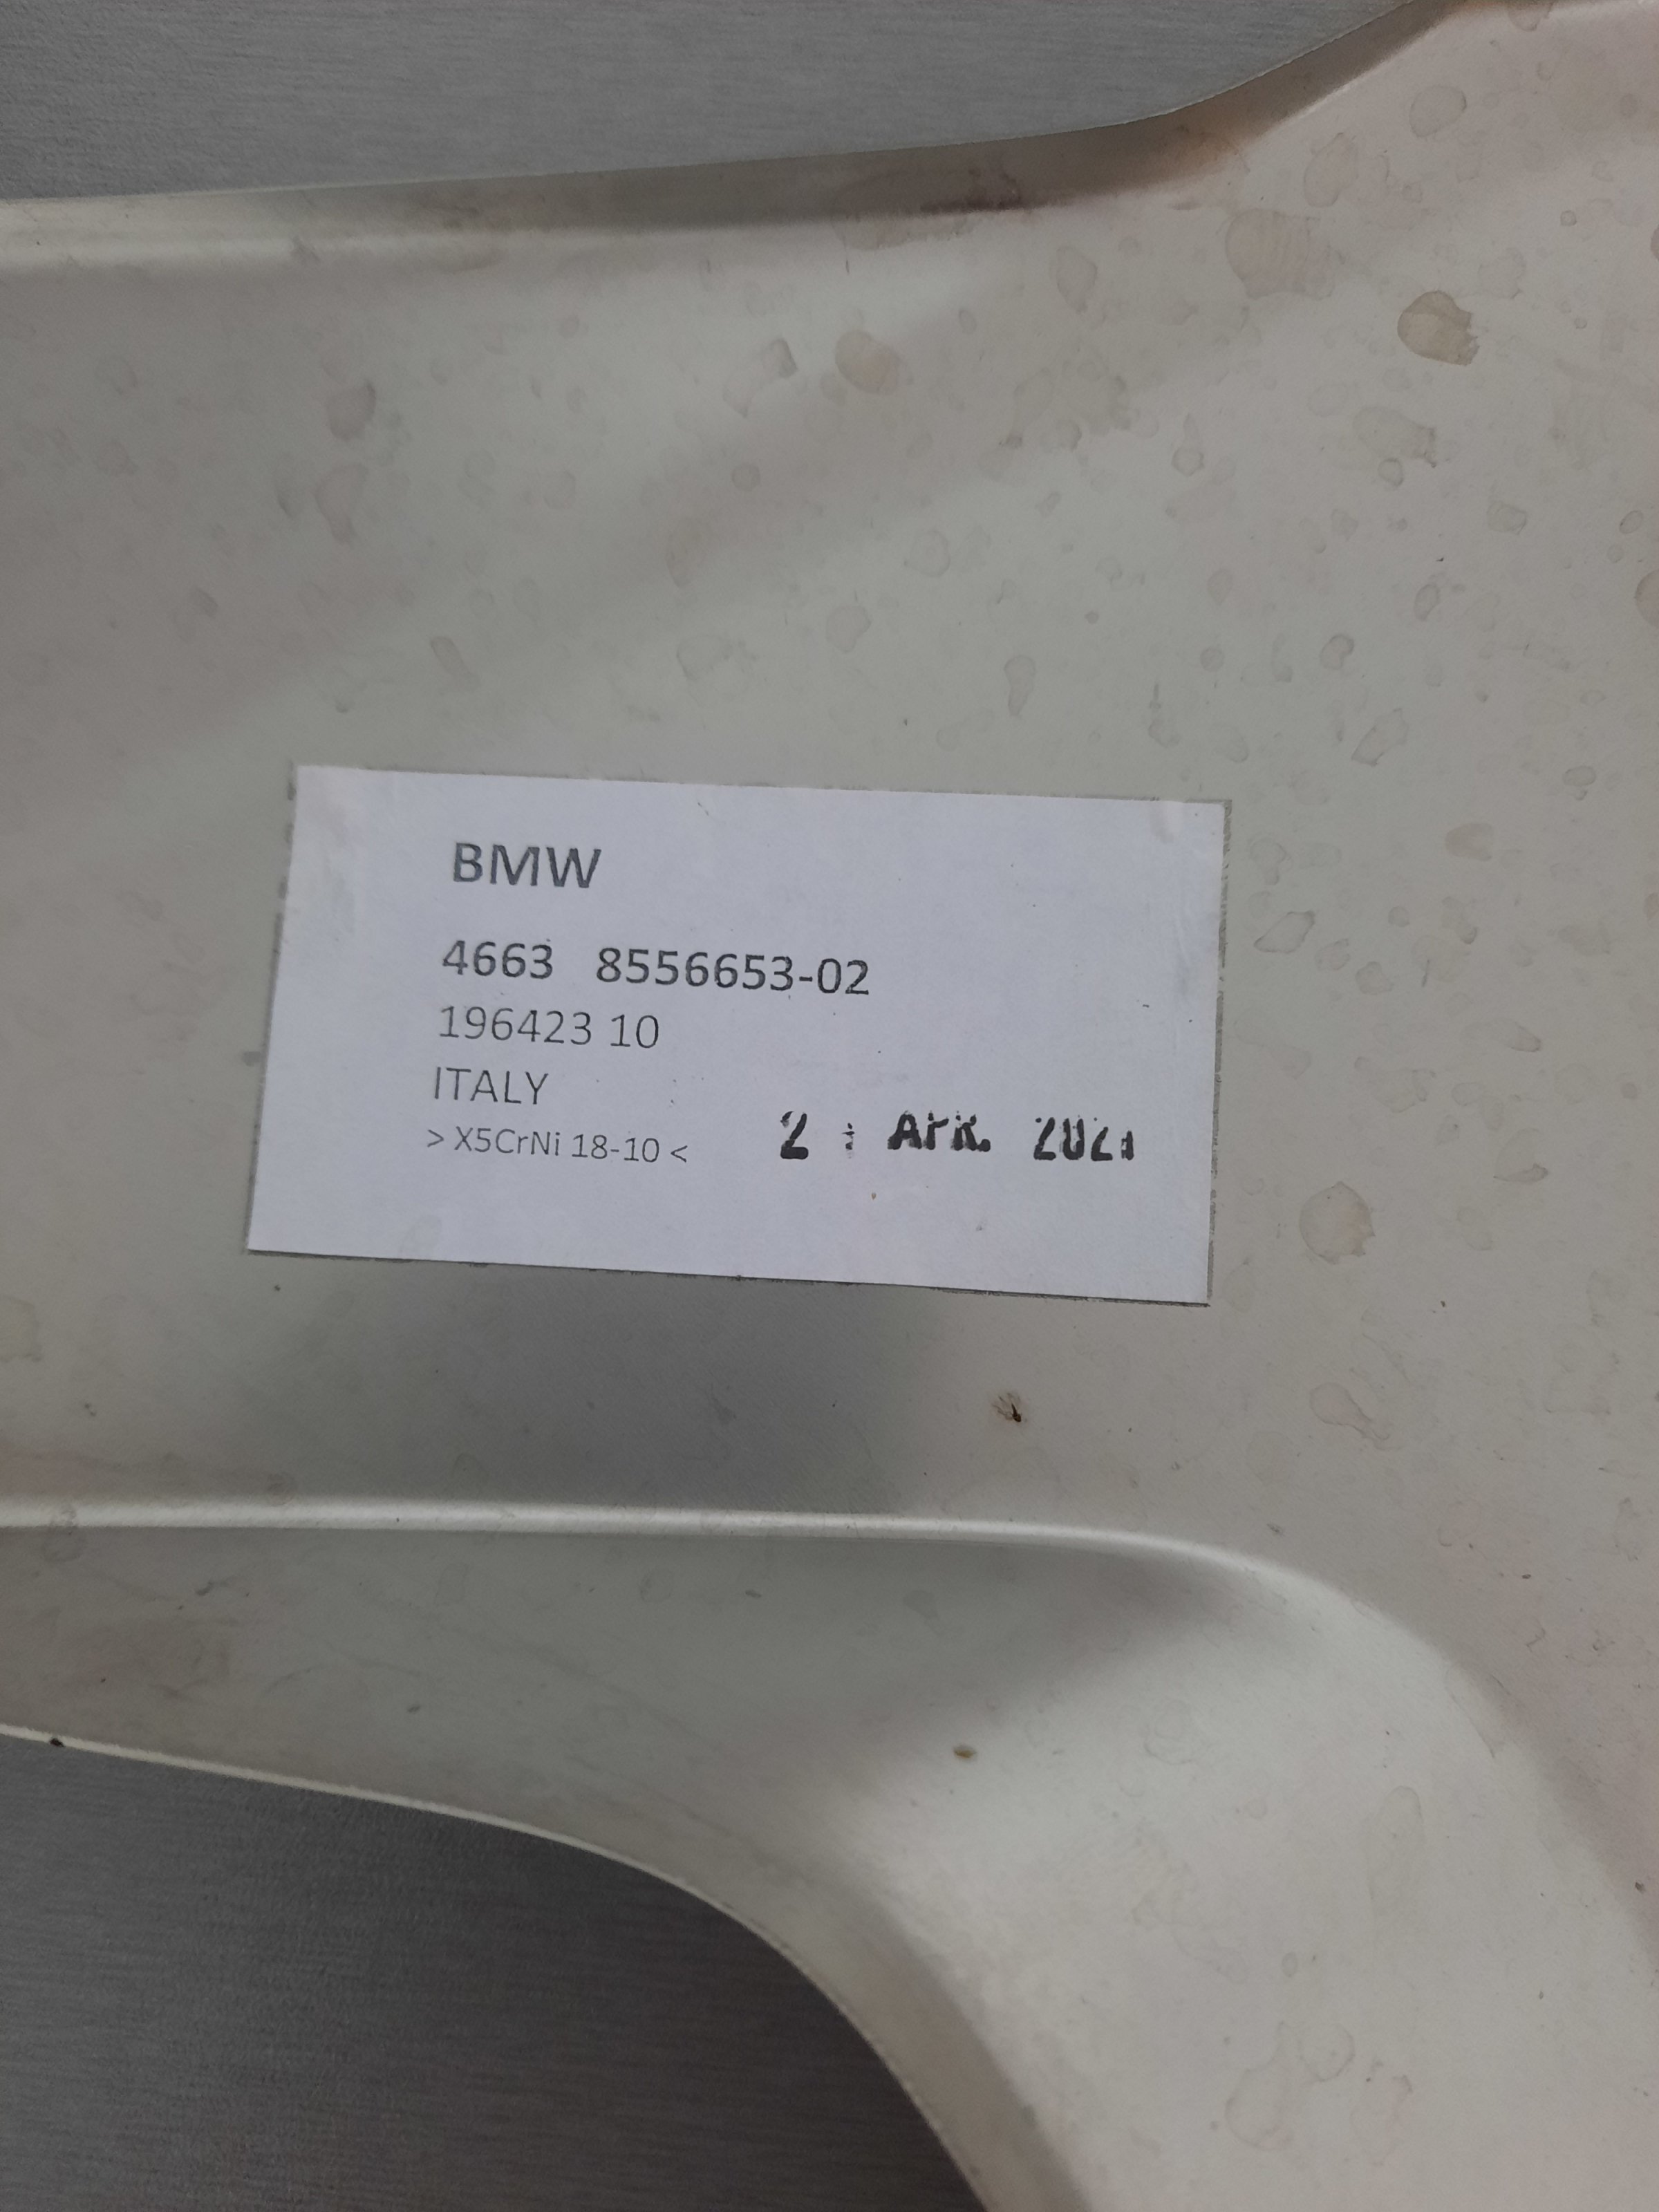 BMW
4663 8556653-02
196423 10
ITALY
> X5CrNi 18-10 <